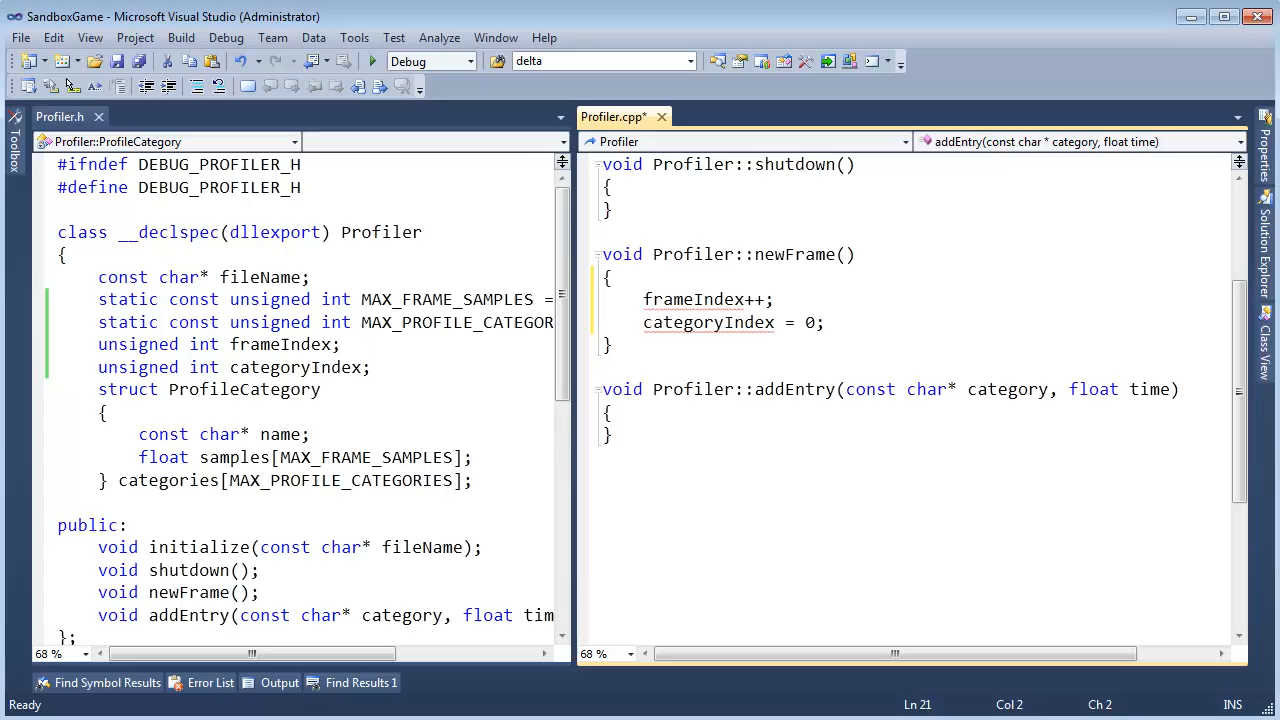 SandboxGame - Microsoft Visual Studio (Administrator)
File Edit View Project Build Debug Team Data Tools Test Analyze Window Help
Debug delta
Toolbox
Profiler.h
Profiler::ProfileCategory
#ifndef DEBUG_PROFILER_H
#define DEBUG_PROFILER_H
class __declspec(dllexport) Profiler
{
const char* fileName;
static const unsigned int MAX_FRAME_SAMPLES =
static const unsigned int MAX_PROFILE_CATEGOR
unsigned int frameIndex;
unsigned int categoryIndex;
struct ProfileCategory
{
const char* name;
float samples[MAX_FRAME_SAMPLES];
} categories[MAX_PROFILE_CATEGORIES];
public:
void initialize(const char* fileName);
void shutdown();
void newFrame();
void addEntry(const char* category, float tim
};
68 %
Profiler.cpp*
Profiler addEntry(const char * category, float time)
void Profiler::shutdown()
{
}
void Profiler::newFrame()
{
frameIndex++;
categoryIndex = 0;
}
void Profiler::addEntry(const char* category, float time)
{
}
68 %
Properties
Solution Explorer
Class View
Find Symbol Results Error List Output Find Results 1
Ready Ln 21 Col 2 Ch 2 INS